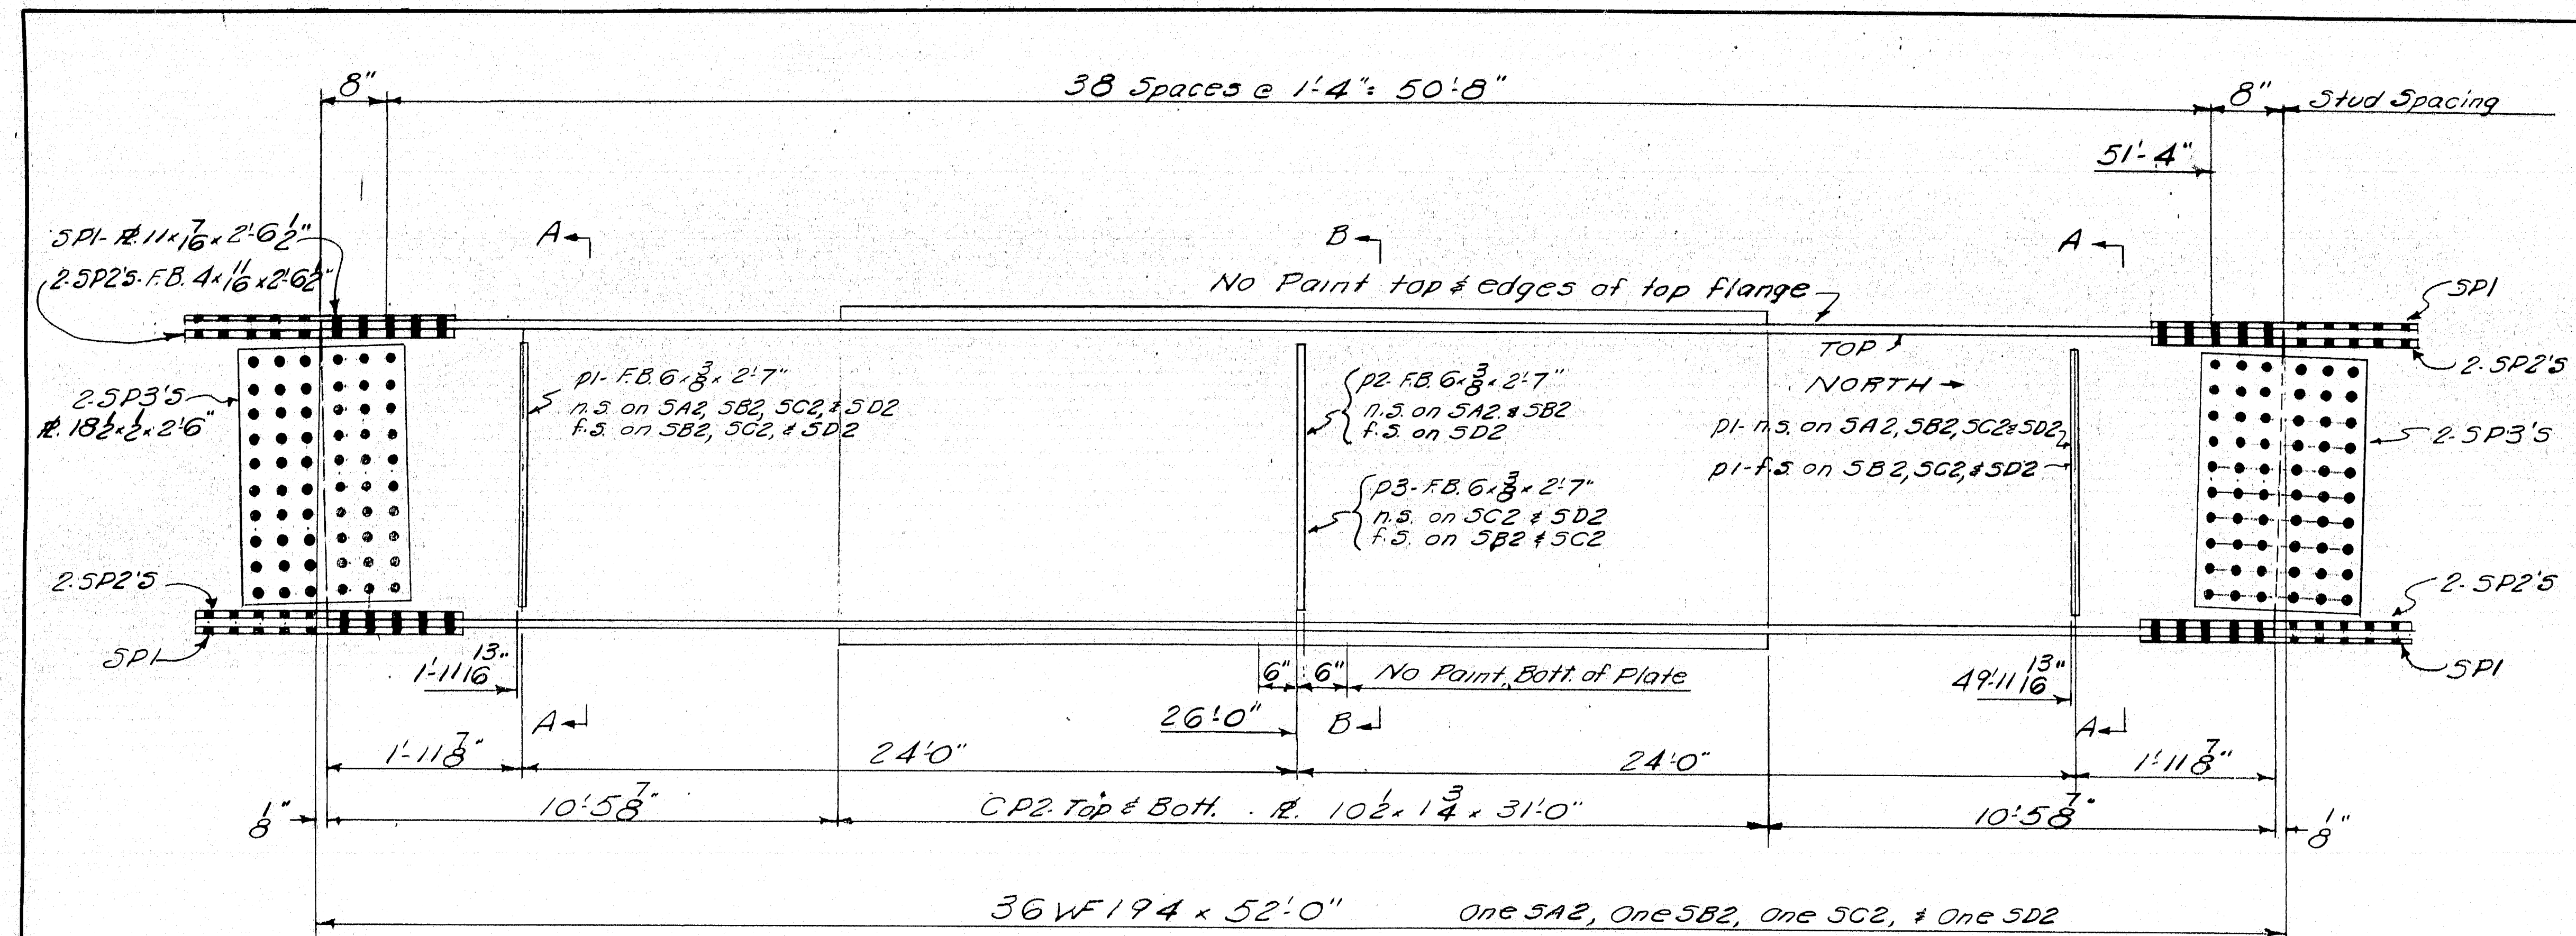 8"
38 Spaces @ 1'-4" = 50'-8"
8"
Stud Spacing
51'-4"
SP1- PL. 11 x 7/16 x 2'-6 1/2"
2-SP2'S- F.B. 4 x 11/16 x 2'-6 1/2"
A
B
A
No Paint top & edges of top flange
SP1
TOP
2-SP2'S
NORTH
2-SP3'S
PL. 18 1/2 x 1/2 x 2'-6"
p1- F.B. 6 x 3/8 x 2'-7"
n.s. on SA2, SB2, SC2, & SD2
f.s. on SB2, SC2, & SD2
p2- F.B. 6 x 3/8 x 2'-7"
n.s. on SA2 & SB2
f.s. on SD2
p1- n.s. on SA2, SB2, SC2 & SD2
p1- f.s. on SB2, SC2, & SD2
2-SP3'S
p3- F.B. 6 x 3/8 x 2'-7"
n.s. on SC2 & SD2
f.s. on SB2 & SC2
2-SP2'S
2-SP2'S
SP1
1'-11 13/16"
6"
6"
No Paint Bott. of Plate
49'-11 13/16"
SP1
A
26'-0"
B
A
1'-11 7/8"
24'-0"
24'-0"
1'-11 7/8"
1/8"
10'-5 7/8"
CP2- Top & Bott. PL. 10 1/2 x 1 3/4 x 31'-0"
10'-5 7/8"
1/8"
36 WF 194 x 52'-0"
One SA2, One SB2, One SC2, & One SD2